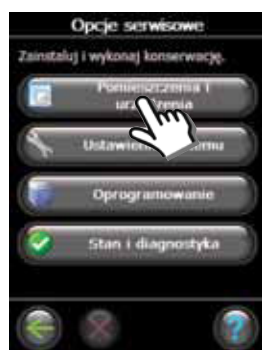 Opcje serwisowe
Zainstaluj i wykonaj konserwację.
Pomieszczenia i
Oprogramowanie
Stan i diagnostyka
?